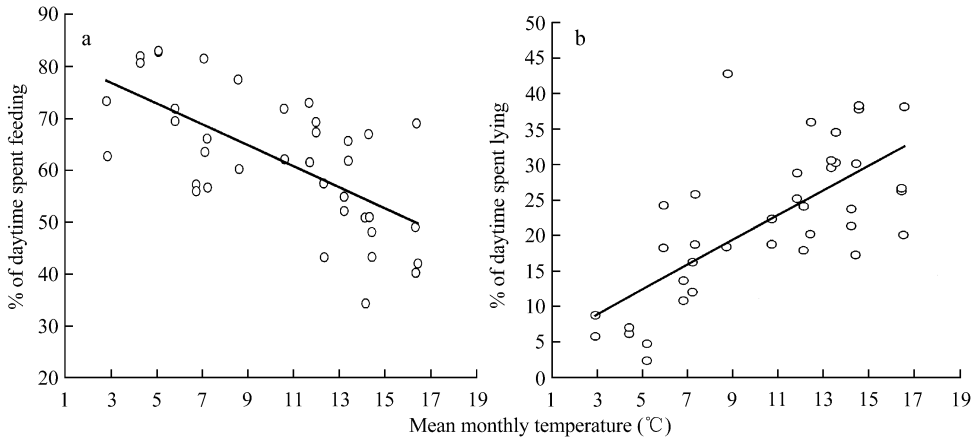 a
% of daytime spent feeding
90
80
70
60
50
40
30
20
1 3 5 7 9 11 13 15 17 19
b
% of daytime spent lying
50
45
40
35
30
25
20
15
10
5
0
1 3 5 7 9 11 13 15 17 19
Mean monthly temperature (℃)